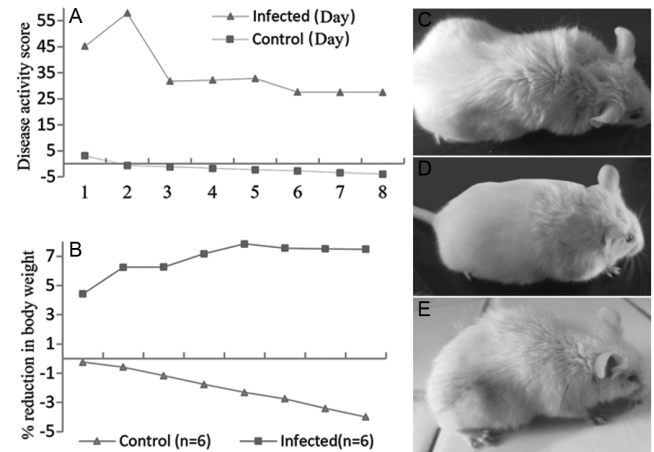 A
Disease activity score
55
45
35
25
15
5
-5
Infected (Day)
Control (Day)
1 2 3 4 5 6 7 8
B
% reduction in body weight
7
5
3
1
-1
-3
-5
Control (n=6) Infected(n=6)
C
D
E